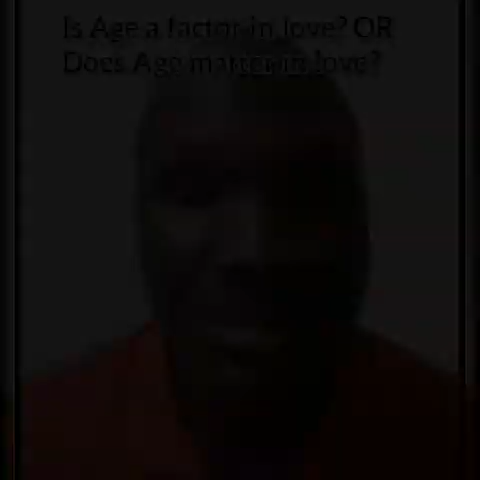 Is Age a factor in love? OR
Does Age matter in love?